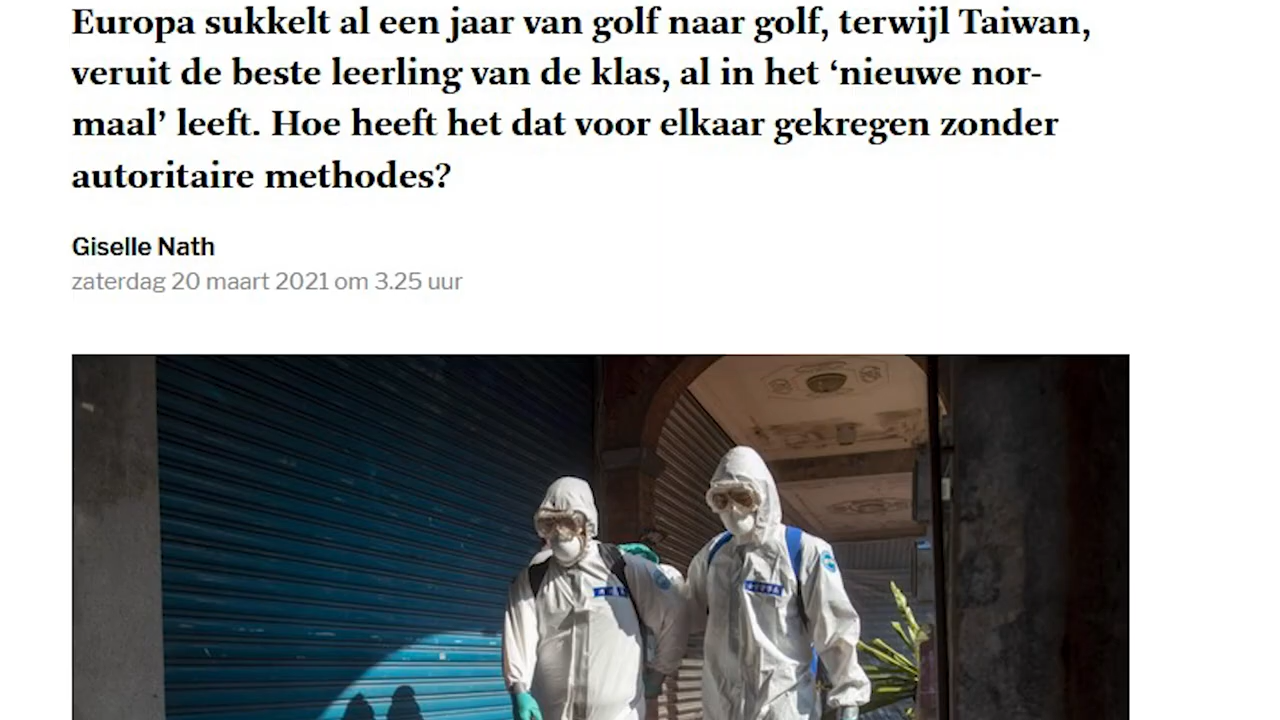 Europa sukkelt al een jaar van golf naar golf, terwijl Taiwan,
veruit de beste leerling van de klas, al in het ‘nieuwe nor-
maal’ leeft. Hoe heeft het dat voor elkaar gekregen zonder
autoritaire methodes?
Giselle Nath
zaterdag 20 maart 2021 om 3.25 uur